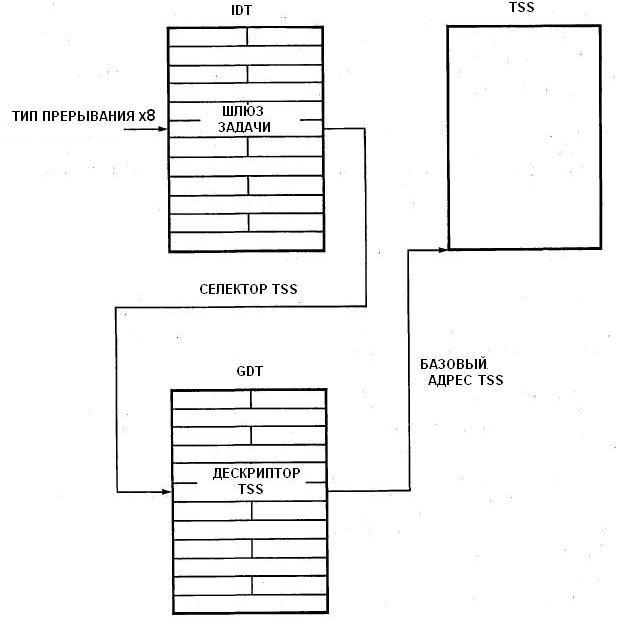 IDT
TSS
ТИП ПРЕРЫВАНИЯ x8
ШЛЮЗ
ЗАДАЧИ
СЕЛЕКТОР TSS
БАЗОВЫЙ
АДРЕС TSS
GDT
ДЕСКРИПТОР
TSS